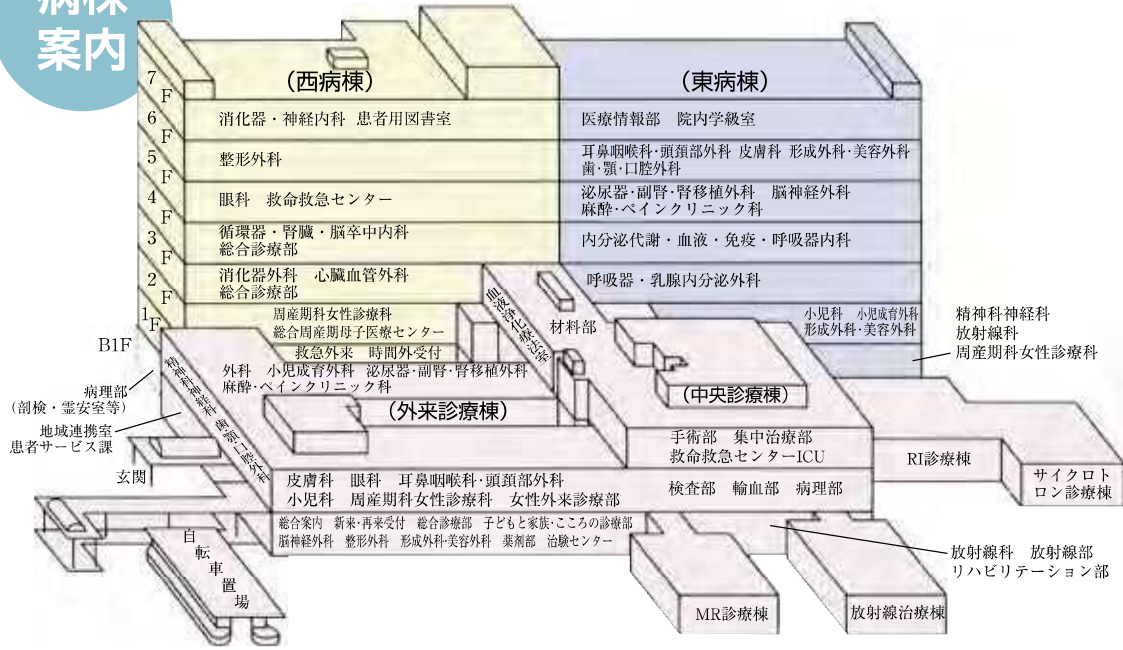 病棟
案内
(西病棟)
(東病棟)
7F
6F
5F
4F
3F
2F
1F
B1F
消化器・神経内科 患者用図書室
整形外科
眼科 救命救急センター
循環器・腎臓・脳卒中内科
総合診療部
消化器外科 心臓血管外科
総合診療部
周産期科女性診療科
総合周産期母子医療センター
救急外来 時間外受付
医療情報部 院内学級室
耳鼻咽喉科・頭頚部外科 皮膚科 形成外科・美容外科
歯・顎・口腔外科
泌尿器・副腎・腎移植外科 脳神経外科
麻酔・ペインクリニック科
内分泌代謝・血液・免疫・呼吸器内科
呼吸器・乳腺内分泌外科
小児科 小児成育外科
形成外科・美容外科
精神科神経科
放射線科
周産期科女性診療科
血液浄化療法室
材料部
(中央診療棟)
外科 小児成育外科 泌尿器・副腎・腎移植外科
麻酔・ペインクリニック科
(外来診療棟)
精神科神経科 歯・顎・口腔外科
病理部
(剖検・霊安室等)
地域連携室
患者サービス課
玄関
手術部 集中治療部
救命救急センターICU
皮膚科 眼科 耳鼻咽喉科・頭頚部外科
小児科 周産期科女性診療科 女性外来診療部
検査部 輸血部 病理部
総合案内 新来・再来受付 総合診療部 子どもと家族・こころの診療部
脳神経外科 整形外科 形成外科・美容外科 薬剤部 治験センター
RI診療棟
サイクロト
ロン診療棟
放射線科 放射線部
リハビリテーション部
自転車置場
MR診療棟
放射線治療棟